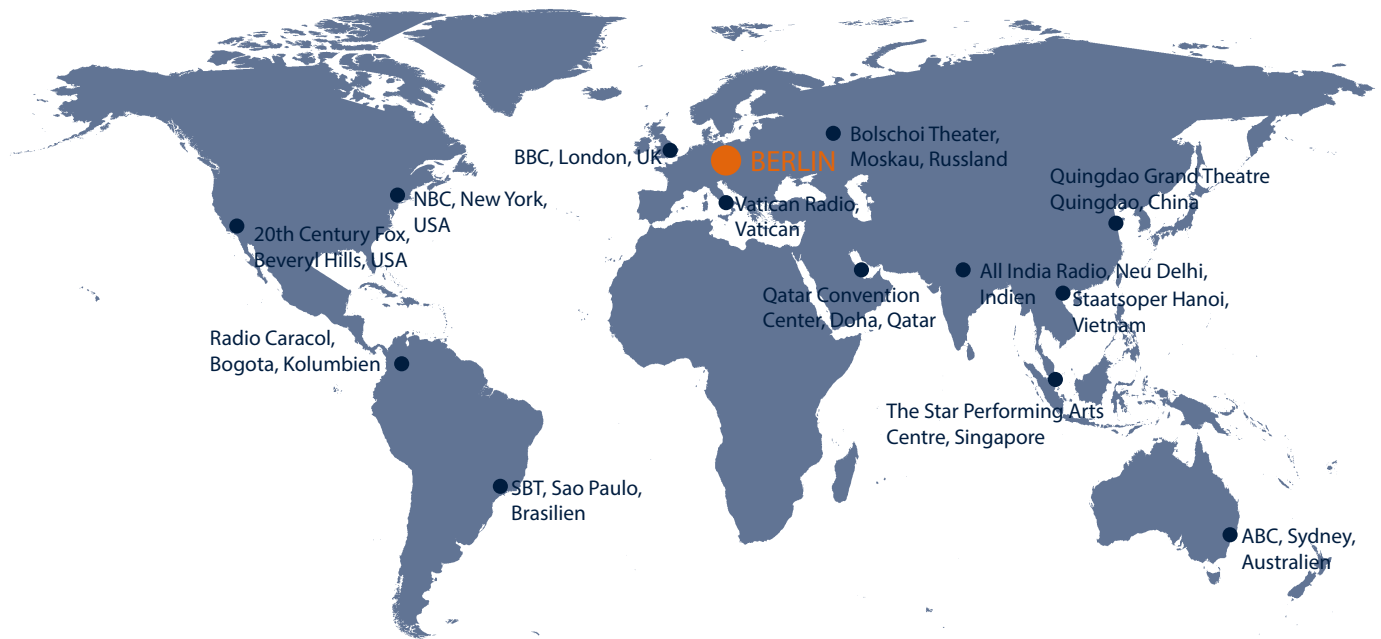 Bolschoi Theater,
Moskau, Russland
BBC, London, UK
BERLIN
Quingdao Grand Theatre
Quingdao, China
NBC, New York,
USA
Vatican Radio,
Vatican
20th Century Fox,
Beveryl Hills, USA
All India Radio, Neu Delhi,
Indien
Qatar Convention
Center, Doha, Qatar
Staatsoper Hanoi,
Vietnam
Radio Caracol,
Bogota, Kolumbien
The Star Performing Arts
Centre, Singapore
SBT, Sao Paulo,
Brasilien
ABC, Sydney,
Australien